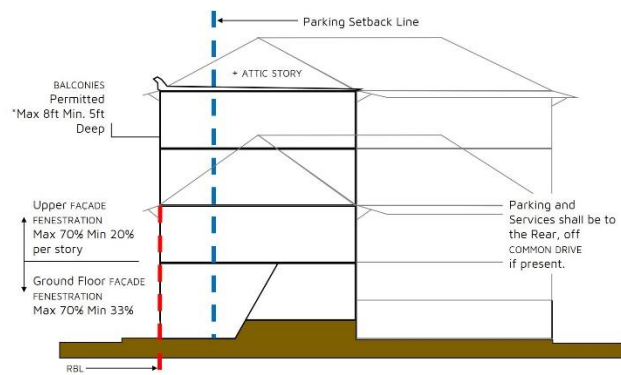 Parking Setback Line
+ ATTIC STORY
BALCONIES
Permitted
"Max 8ft Min. 5ft
Deep
Upper FAÇADE
FENESTRATION
Max 70% Min 20%
per story
Ground Floor FAÇADE
FENESTRATION
Max 70% Min 33%
Parking and
Services shall be to
the Rear, off
COMMON DRIVE
if present.
RBL